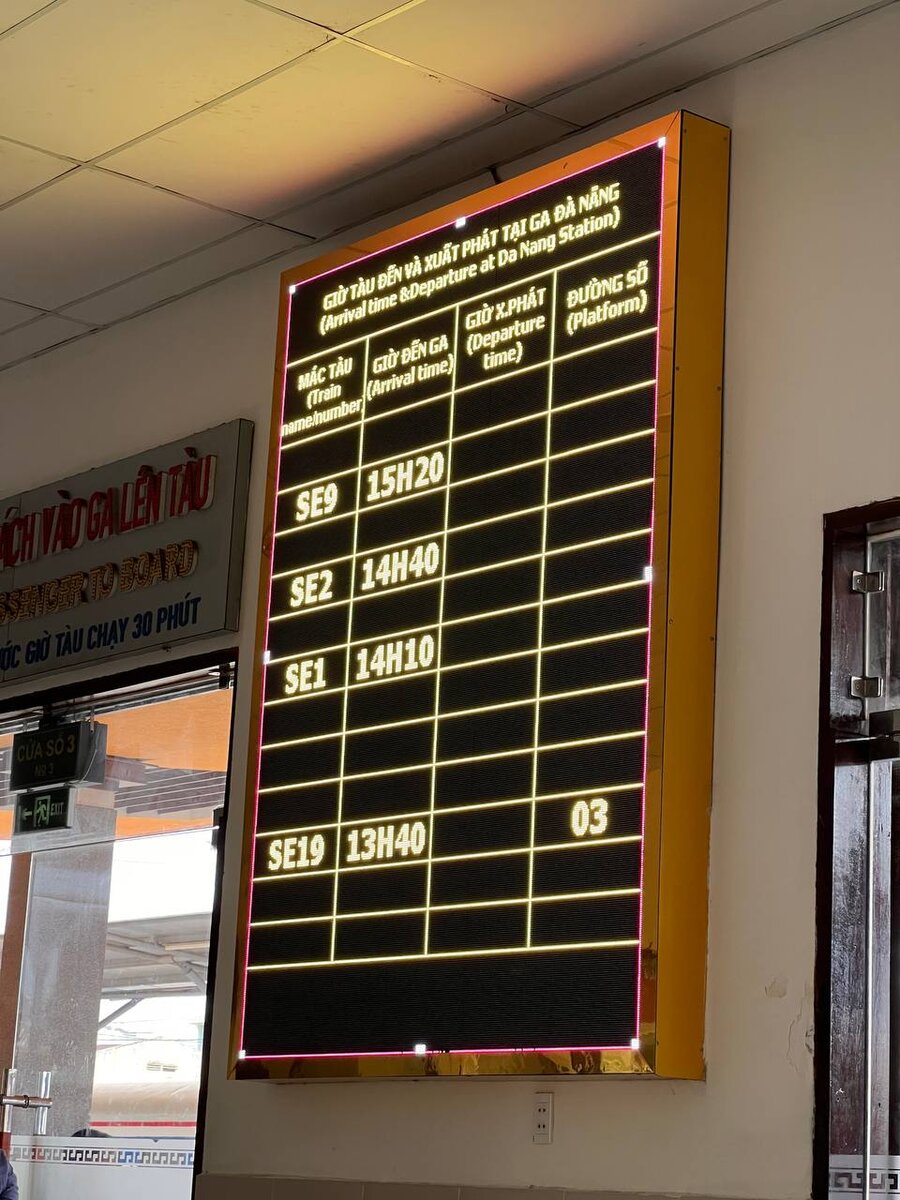 GIỜ TÀU ĐẾN VÀ XUẤT PHÁT TẠI GA ĐÀ NẴNG
(Arrival time &Departure at Da Nang Station)
MÁC TÀU
(Train
name/number
GIỜ ĐẾN GA
(Arrival time)
GIỜ X.PHÁT
(Departure
time)
ĐƯỜNG SỐ
(Platform)
SE9 15H20
SE2 14H40
SE1 14H10
SE19 13H40 03
ÁCH VÀO GA LÊN TÀU
SSENGER TO BOARD
ỚC GIỜ TÀU CHẠY 30 PHÚT
CỬA SỐ 3
No 3
EXIT